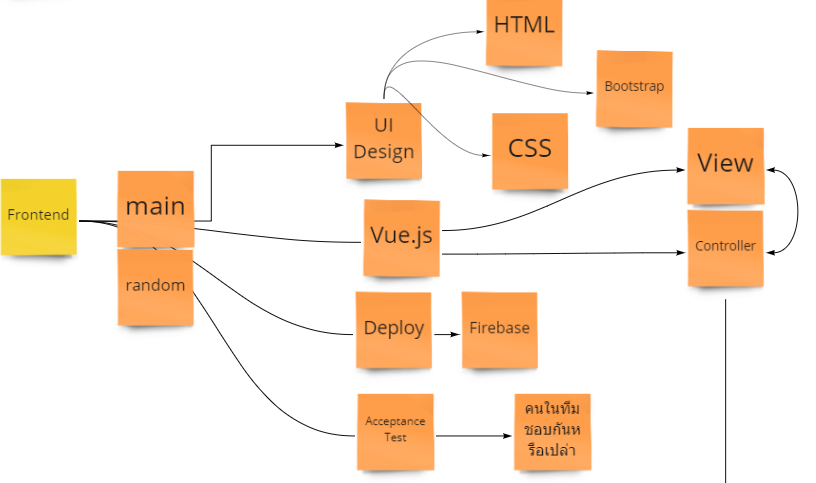 HTML
Bootstrap
UI
Design
CSS
View
main
Frontend
Vue.js
Controller
random
Deploy
Firebase
Acceptance
Test
คนในทีม
ชอบกันห
รือเปล่า